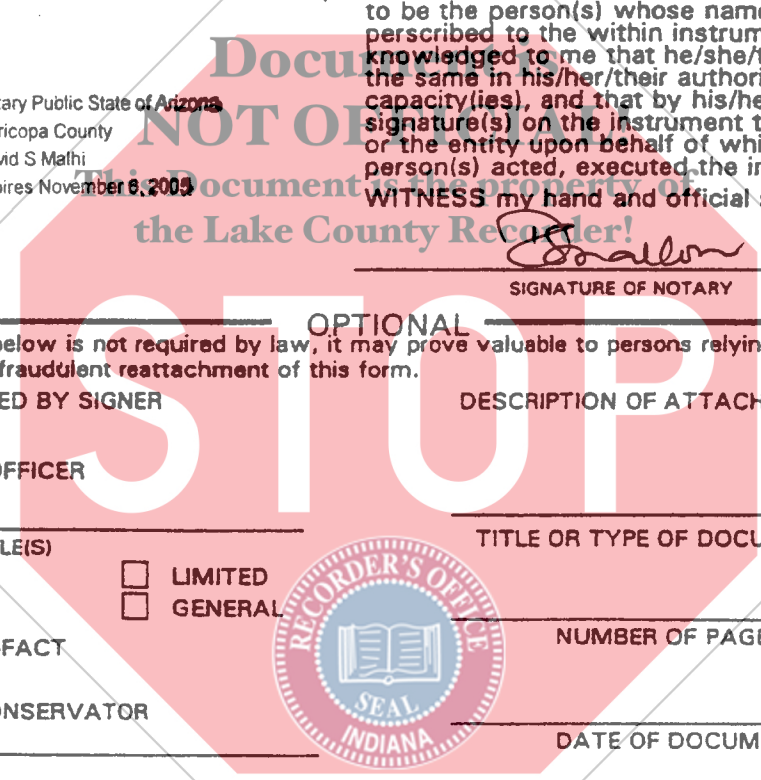 to be the person(s) whose name
perscribed to the within instrum
knowledged to me that he/she/t
the same in his/her/their authori
capacity(ies), and that by his/he
signature(s) on the instrument t
or the entity upon behalf of whi
person(s) acted, executed the in
WITNESS my hand and official s
tary Public State of Arizona
ricopa County
vid S Malhi
pires November 6, 2005
Document is
NOT OFFICIAL!
This Document is the property of
the Lake County Recorder!
SIGNATURE OF NOTARY
STOP
OPTIONAL
elow is not required by law, it may prove valuable to persons relyin
fraudulent reattachment of this form.
ED BY SIGNER
DESCRIPTION OF ATTACH
FFICER
LE(S)
TITLE OR TYPE OF DOCU
LIMITED
GENERAL
NUMBER OF PAGE
FACT
NSERVATOR
DATE OF DOCUM
RECORDER'S OFFICE
SEAL
INDIANA